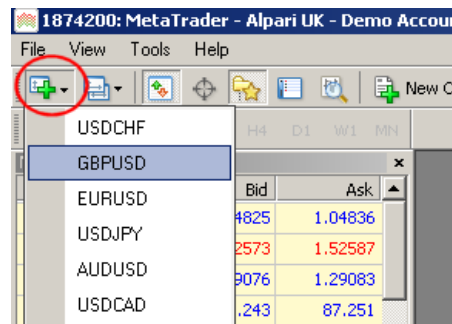 1874200: MetaTrader - Alpari UK - Demo Accou
File View Tools Help
New
USDCHF H4 D1 W1 MN
GBPUSD
Bid Ask
EURUSD
4825 1.04836
USDJPY
2573 1.52587
AUDUSD
9076 1.29083
USDCAD
.243 87.251